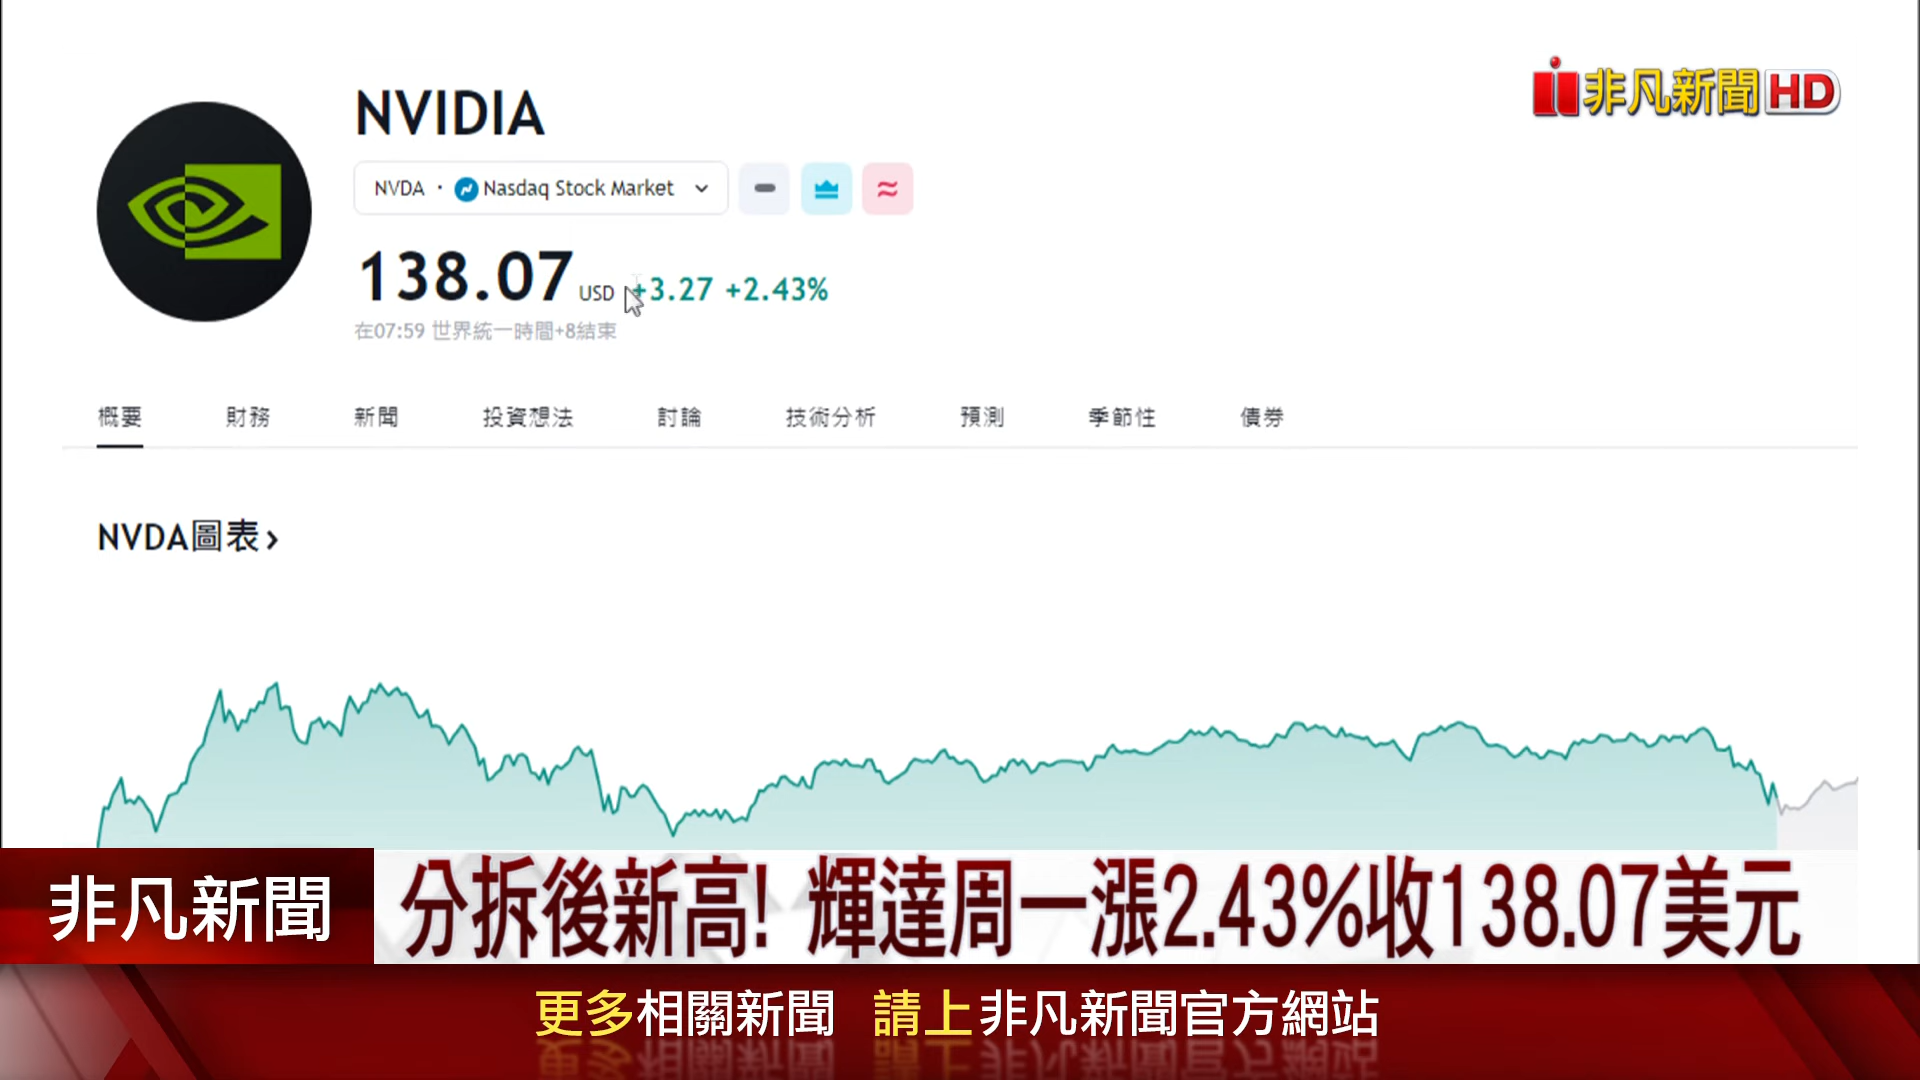 NVIDIA
非凡新聞HD
NVDA · Nasdaq Stock Market
138.07 USD +3.27 +2.43%
在07:59 世界統一時間+8結束
概要 財務 新聞 投資想法 討論 技術分析 預測 季節性 債券
NVDA圖表 ›
非凡新聞 分拆後新高! 輝達周一漲2.43%收138.07美元
更多相關新聞 請上非凡新聞官方網站